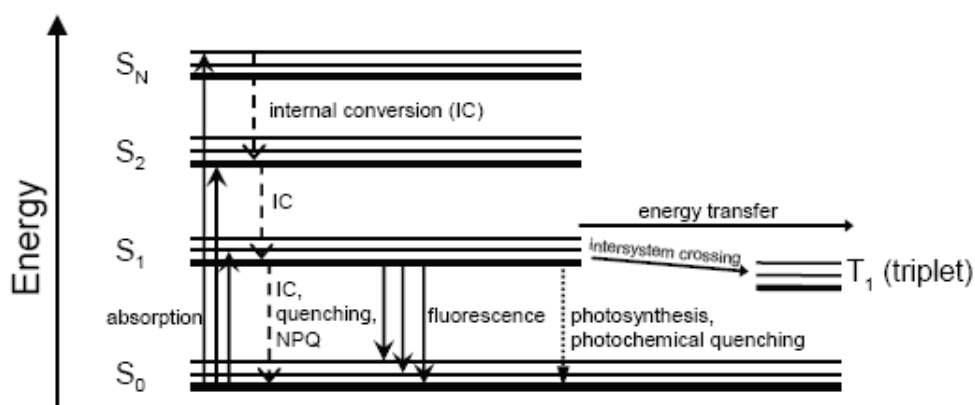 Energy
S_N
internal conversion (IC)
S_2
IC
energy transfer
S_1
intersystem crossing
T_1 (triplet)
absorption
IC,
quenching,
NPQ
fluorescence
photosynthesis,
photochemical quenching
S_0